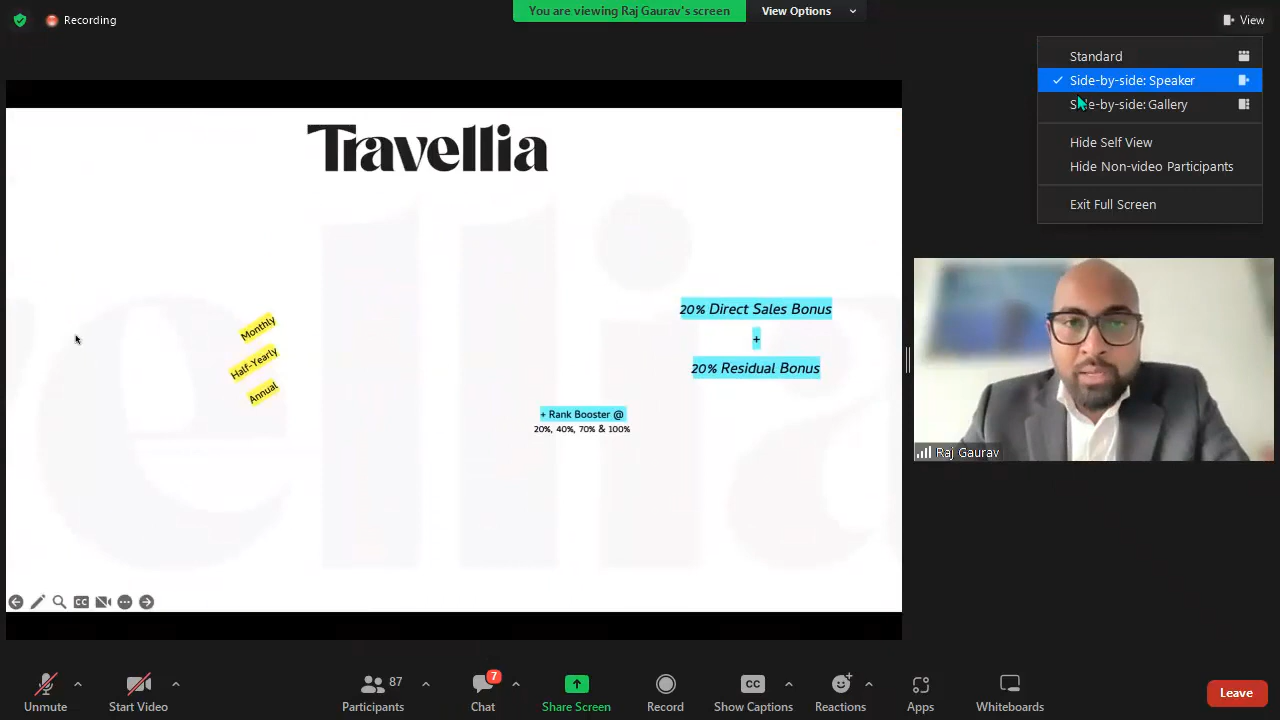 Recording
You are viewing Raj Gaurav's screen
View Options
View
Standard
Side-by-side: Speaker
Side-by-side: Gallery
Hide Self View
Hide Non-video Participants
Exit Full Screen
Travellia
ellia
Monthly
Half-Yearly
Annual
20% Direct Sales Bonus
+
20% Residual Bonus
+ Rank Booster @
20%, 40%, 70% & 100%
Raj Gaurav
CC
Unmute
Start Video
Participants
87
Chat
7
Share Screen
Record
CC
Show Captions
Reactions
Apps
Whiteboards
Leave